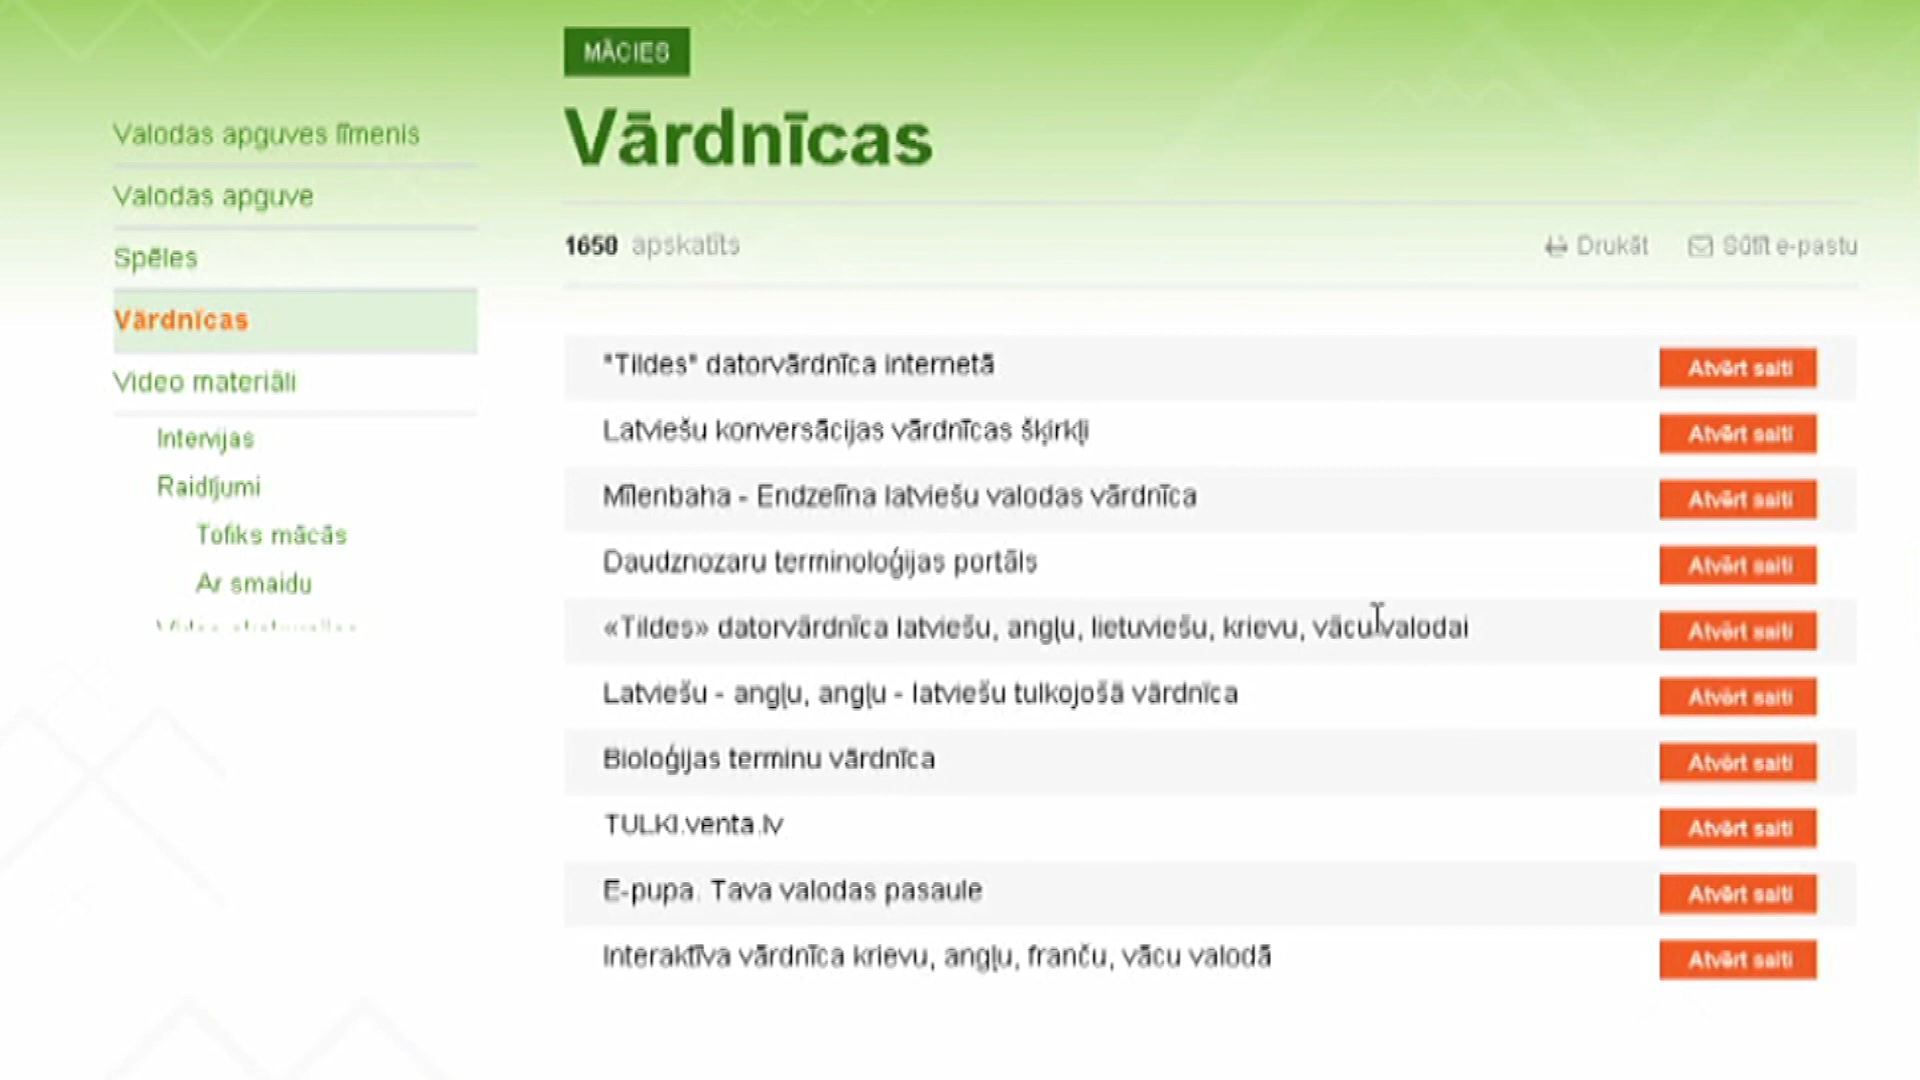 MĀCIES
Vārdnīcas
Valodas apguves līmenis
Valodas apguve
Spēles
Vārdnīcas
Video materiāli
Intervijas
Raidījumi
Tofiks mācās
Ar smaidu
1650 apskatīts
Drukāt
Sūtīt e-pastu
"Tildes" datorvārdnīca internetā
Atvērt saiti
Latviešu konversācijas vārdnīcas šķirkļi
Atvērt saiti
Mīlenbaha - Endzelīna latviešu valodas vārdnīca
Atvērt saiti
Daudznozaru terminoloģijas portāls
Atvērt saiti
«Tildes» datorvārdnīca latviešu, angļu, lietuviešu, krievu, vācu valodai
Atvērt saiti
Latviešu - angļu, angļu - latviešu tulkojošā vārdnīca
Atvērt saiti
Bioloģijas terminu vārdnīca
Atvērt saiti
TULKI.venta.lv
Atvērt saiti
E-pupa. Tava valodas pasaule
Atvērt saiti
Interaktīva vārdnīca krievu, angļu, franču, vācu valodā
Atvērt saiti